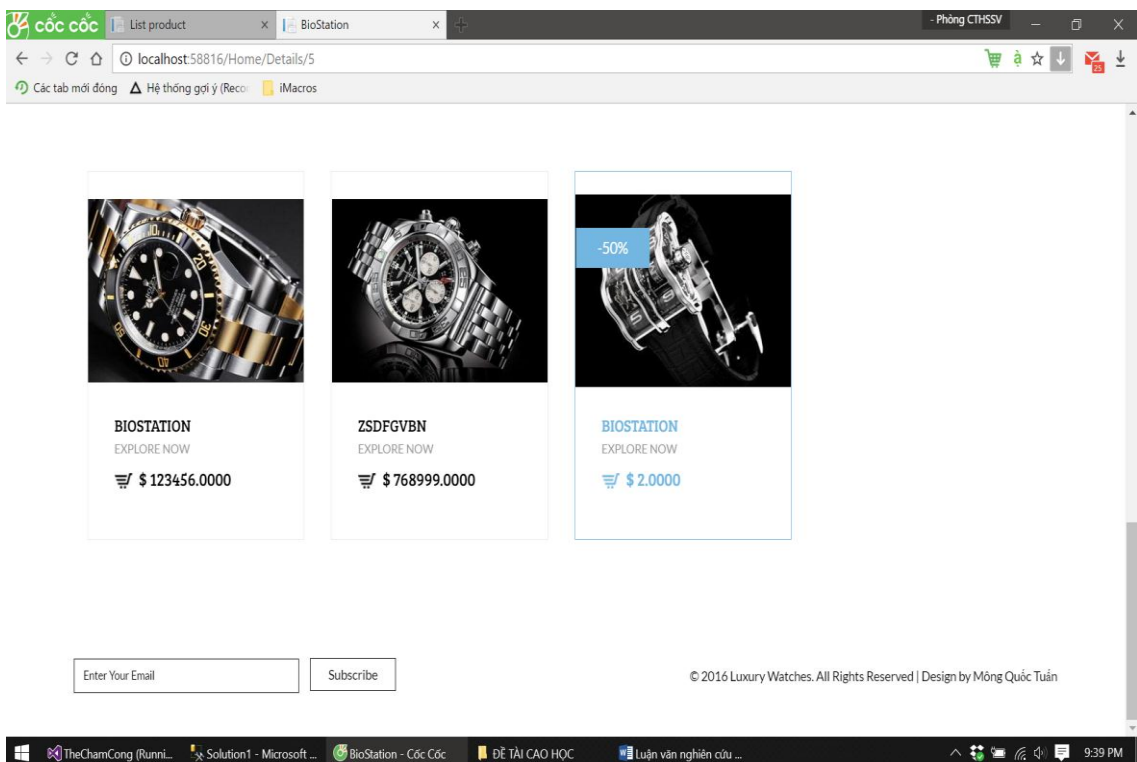 cốc cốc
List product
BioStation
- Phòng CTHSSV
localhost:58816/Home/Details/5
25
Các tab mới đóng
Hệ thống gợi ý (Reco
iMacros
-50%
BIOSTATION
EXPLORE NOW
$ 123456.0000
ZSDFGVBN
EXPLORE NOW
$ 768999.0000
BIOSTATION
EXPLORE NOW
$ 2.0000
Enter Your Email
Subscribe
© 2016 Luxury Watches. All Rights Reserved | Design by Mông Quốc Tuấn
TheChamCong (Runni...
Solution1 - Microsoft ...
BioStation - Cốc Cốc
ĐỀ TÀI CAO HỌC
Luận văn nghiên cứu ...
9:39 PM